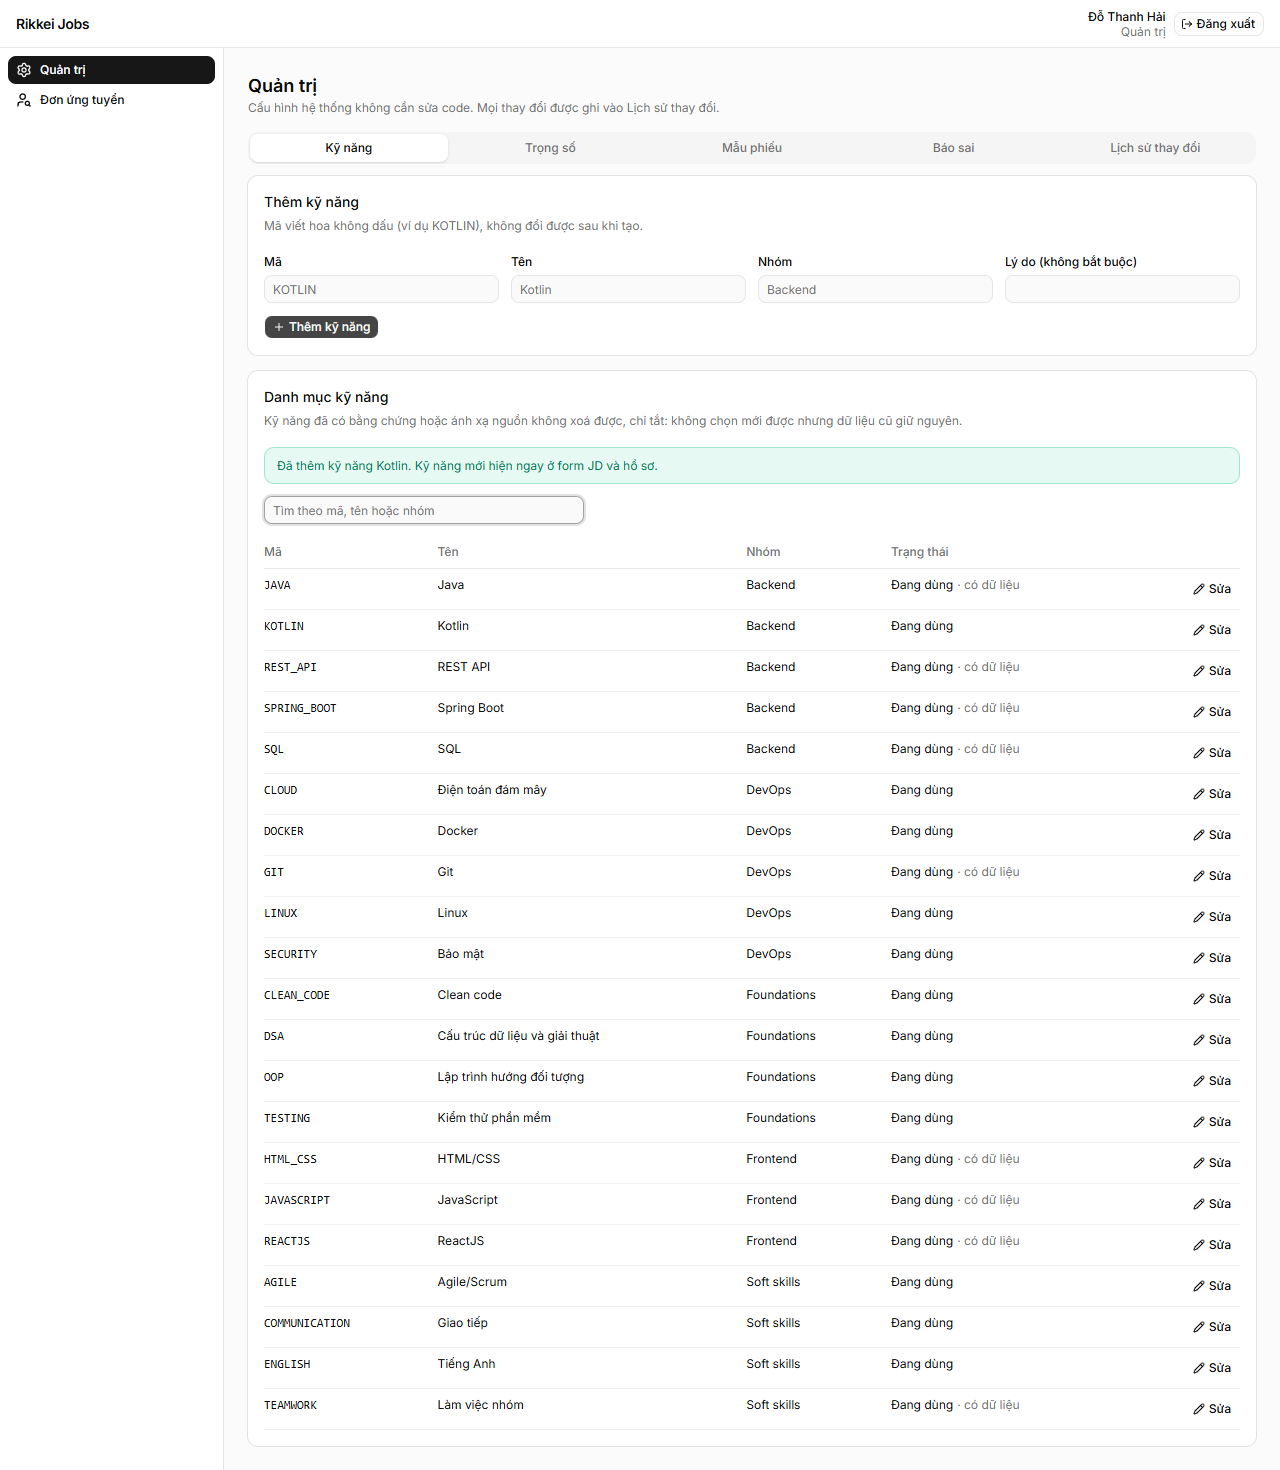 Rikkei Jobs
Đỗ Thanh Hải
Quản trị
Đăng xuất
Quản trị
Đơn ứng tuyển
Quản trị
Cấu hình hệ thống không cần sửa code. Mọi thay đổi được ghi vào Lịch sử thay đổi.
Kỹ năng
Trọng số
Mẫu phiếu
Báo sai
Lịch sử thay đổi
Thêm kỹ năng
Mã viết hoa không dấu (ví dụ KOTLIN), không đổi được sau khi tạo.
Mã
Tên
Nhóm
Lý do (không bắt buộc)
KOTLIN
Kotlin
Backend
Thêm kỹ năng
Danh mục kỹ năng
Kỹ năng đã có bằng chứng hoặc ánh xạ nguồn không xoá được, chỉ tắt: không chọn mới được nhưng dữ liệu cũ giữ nguyên.
Đã thêm kỹ năng Kotlin. Kỹ năng mới hiện ngay ở form JD và hồ sơ.
Tìm theo mã, tên hoặc nhóm
Mã Tên Nhóm Trạng thái
JAVA Java Backend Đang dùng · có dữ liệu Sửa
KOTLIN Kotlin Backend Đang dùng Sửa
REST_API REST API Backend Đang dùng · có dữ liệu Sửa
SPRING_BOOT Spring Boot Backend Đang dùng · có dữ liệu Sửa
SQL SQL Backend Đang dùng · có dữ liệu Sửa
CLOUD Điện toán đám mây DevOps Đang dùng Sửa
DOCKER Docker DevOps Đang dùng Sửa
GIT Git DevOps Đang dùng · có dữ liệu Sửa
LINUX Linux DevOps Đang dùng Sửa
SECURITY Bảo mật DevOps Đang dùng Sửa
CLEAN_CODE Clean code Foundations Đang dùng Sửa
DSA Cấu trúc dữ liệu và giải thuật Foundations Đang dùng Sửa
OOP Lập trình hướng đối tượng Foundations Đang dùng Sửa
TESTING Kiểm thử phần mềm Foundations Đang dùng Sửa
HTML_CSS HTML/CSS Frontend Đang dùng · có dữ liệu Sửa
JAVASCRIPT JavaScript Frontend Đang dùng · có dữ liệu Sửa
REACTJS ReactJS Frontend Đang dùng · có dữ liệu Sửa
AGILE Agile/Scrum Soft skills Đang dùng Sửa
COMMUNICATION Giao tiếp Soft skills Đang dùng Sửa
ENGLISH Tiếng Anh Soft skills Đang dùng Sửa
TEAMWORK Làm việc nhóm Soft skills Đang dùng · có dữ liệu Sửa